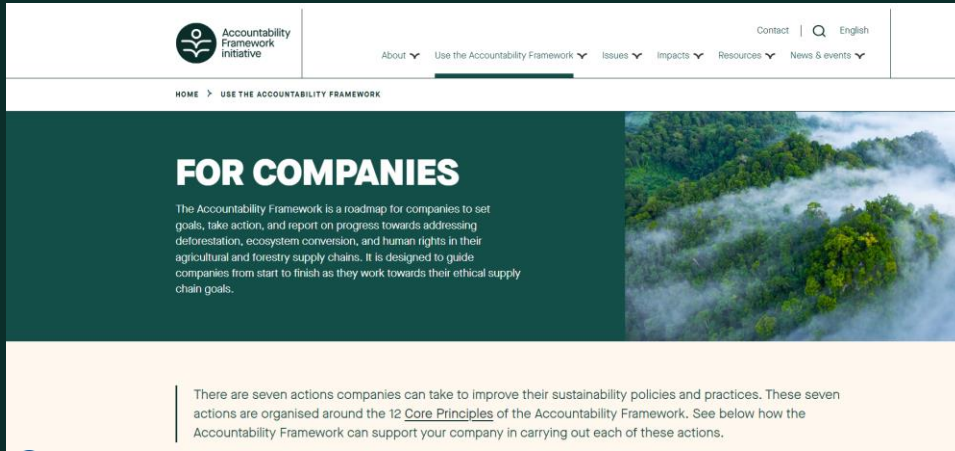 Accountability
Framework
initiative
Contact | English
About Use the Accountability Framework Issues Impacts Resources News & events
HOME > USE THE ACCOUNTABILITY FRAMEWORK
FOR COMPANIES
The Accountability Framework is a roadmap for companies to set
goals, take action, and report on progress towards addressing
deforestation, ecosystem conversion, and human rights in their
agricultural and forestry supply chains. It is designed to guide
companies from start to finish as they work towards their ethical supply
chain goals.
There are seven actions companies can take to improve their sustainability policies and practices. These seven
actions are organised around the 12 Core Principles of the Accountability Framework. See below how the
Accountability Framework can support your company in carrying out each of these actions.